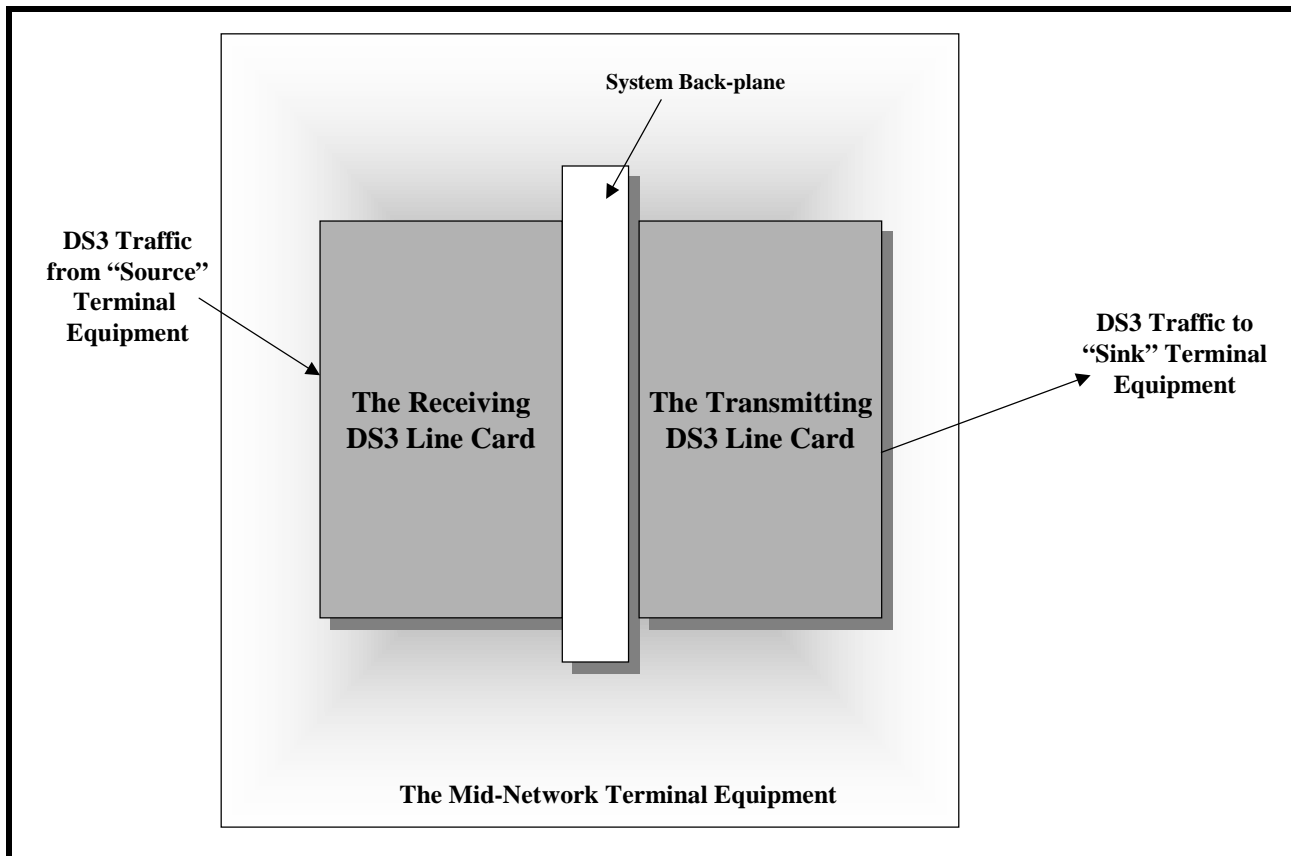 System Back-plane
DS3 Traffic
from “Source”
Terminal
Equipment
The Receiving
DS3 Line Card
The Transmitting
DS3 Line Card
DS3 Traffic to
“Sink” Terminal
Equipment
The Mid-Network Terminal Equipment